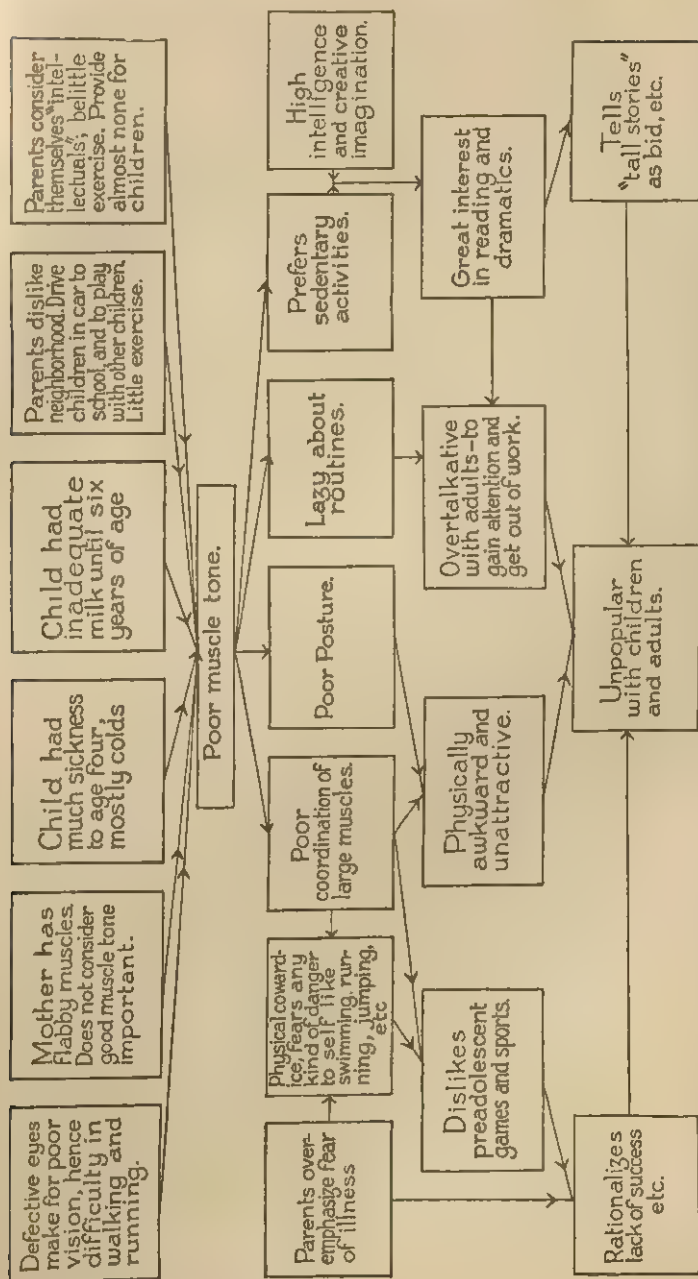 Defective eyes
make for poor
vision, hence
difficulty in
walking and
running.
Mother has
flabby muscles.
Does not consider
good muscle tone
important.
Child had
much sickness
to age four,
mostly colds
Child had
inadequate
milk until six
years of age
Parents dislike
neighborhood. Drive
children in car to
school, and to play
with other children.
Little exercise.
Parents consider
themselves "intel-
lectuals"; belittle
exercise. Provide
almost none for
children.
Poor muscle tone.
Parents over-
emphasize fear
of illness
Physical coward-
ice, fears any
kind of danger
to self like
swimming, run-
ning, jumping,
etc
Poor
coordination of
large muscles.
Poor Posture.
Lazy about
routines.
Prefers
sedentary
activities.
High
intelligence
and creative
imagination.
Dislikes
preadolescent
games and sports.
Physically
awkward and
unattractive.
Overtalkative
with adults-to
gain attention and
get out of work.
Great interest
in reading and
dramatics.
Rationalizes
lack of success
etc.
Unpopular
with children
and adults.
Tells
"tall stories"
as bid, etc.